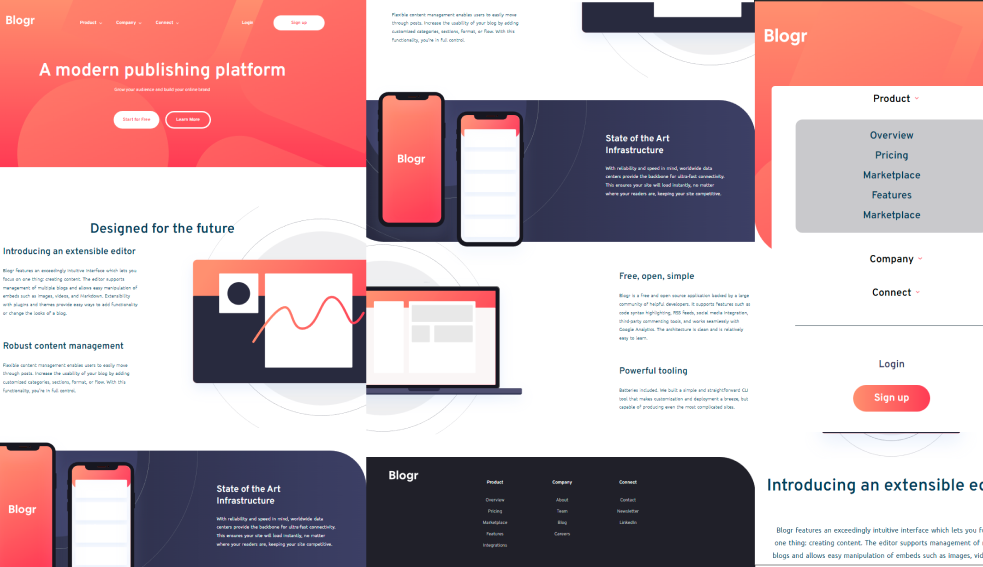 Blogr
Product
Company
Connect
Login
Sign up
A modern publishing platform
Grow your audience and build your online brand
Start for Free
Learn More
Designed for the future
Introducing an extensible editor
Blogr features an exceedingly intuitive interface which lets you
focus on one thing: creating content. The editor supports
management of multiple blogs and allows easy manipulation of
embeds such as images, videos, and Markdown. Extensibility
with plugins and themes provide easy ways to add functionality
or change the looks of a blog.
Robust content management
Flexible content management enables users to easily move
through posts. Increase the usability of your blog by adding
customized categories, sections, format, or flow. With this
functionality, you're in full control.
Blogr
State of the Art
Infrastructure
With reliability and speed in mind, worldwide data
centers provide the backbone for ultra-fast connectivity.
This ensures your site will load instantly, no matter
where your readers are, keeping your site competitive.
Flexible content management enables users to easily move
through posts. Increase the usability of your blog by adding
customized categories, sections, format, or flow. With this
functionality, you're in full control.
Blogr
State of the Art
Infrastructure
With reliability and speed in mind, worldwide data
centers provide the backbone for ultra-fast connectivity.
This ensures your site will load instantly, no matter
where your readers are, keeping your site competitive.
Free, open, simple
Blogr is a free and open source application backed by a large
community of helpful developers. It supports features such as
code syntax highlighting, RSS feeds, social media integration,
third-party commenting tools, and works seamlessly with
Google Analytics. The architecture is clean and is relatively
easy to learn.
Powerful tooling
Batteries included. We built a simple and straightforward CLI
tool that makes customization and deployment a breeze, but
capable of producing even the most complicated sites.
Blogr
Product
Overview
Pricing
Marketplace
Features
Integrations
Company
About
Team
Blog
Careers
Connect
Contact
Newsletter
LinkedIn
Blogr
Product
Overview
Pricing
Marketplace
Features
Marketplace
Company
Connect
Login
Sign up
Introducing an extensible ed
Blogr Features an exceedingly intuitive interface which lets you
one thing: creating content. The editor supports management of
blogs and allows easy manipulation of embeds such as images,